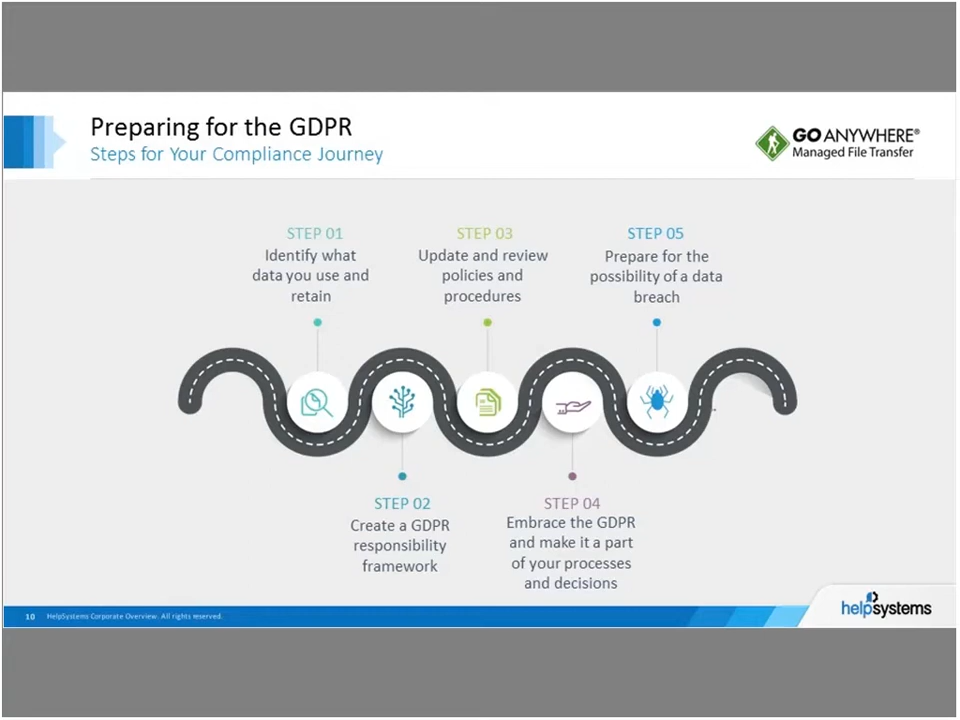 Preparing for the GDPR
Steps for Your Compliance Journey
GO ANYWHERE®
Managed File Transfer
STEP 01
Identify what
data you use and
retain
STEP 03
Update and review
policies and
procedures
STEP 05
Prepare for the
possibility of a data
breach
STEP 02
Create a GDPR
responsibility
framework
STEP 04
Embrace the GDPR
and make it a part
of your processes
and decisions
10 HelpSystems Corporate Overview. All rights reserved.
helpsystems